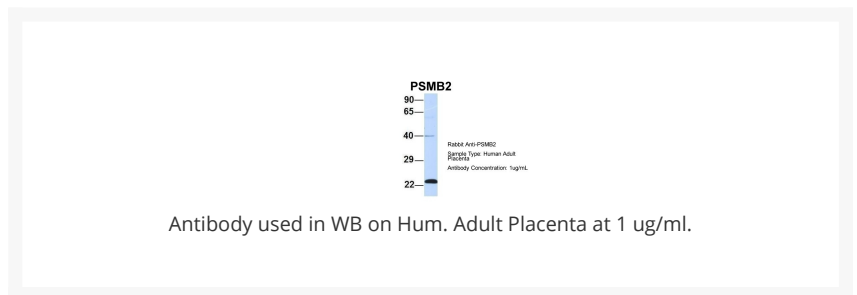 PSMB2
90—
65—
40—
Rabbit Anti-PSMB2
Sample Type: Human Adult
Placenta
29—
Antibody Concentration: 1ug/mL
22—
Antibody used in WB on Hum. Adult Placenta at 1 ug/ml.